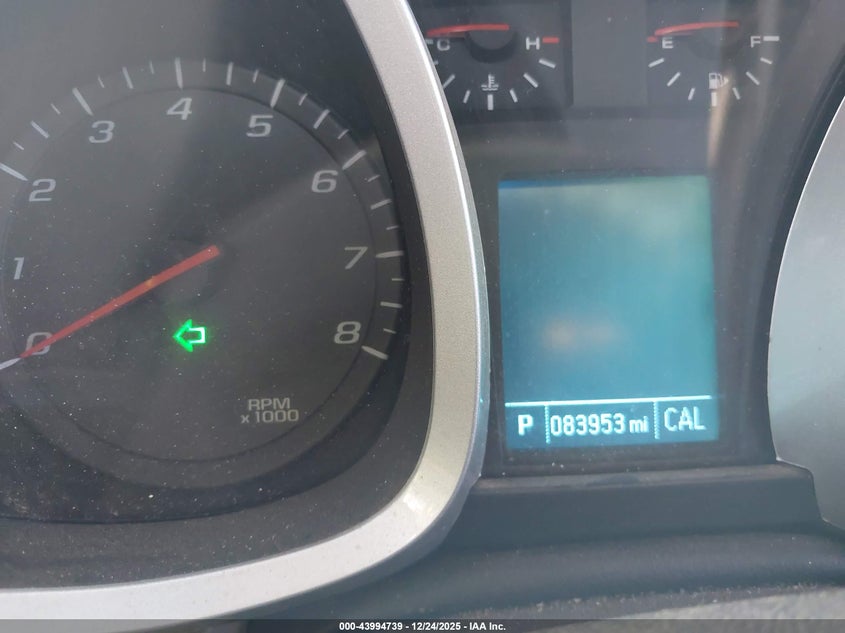 C H
E F
0 1 2 3 4 5 6 7 8
RPM
x 1000
P 083953 mi CAL
000-43994739 - 12/24/2025 - IAA Inc.